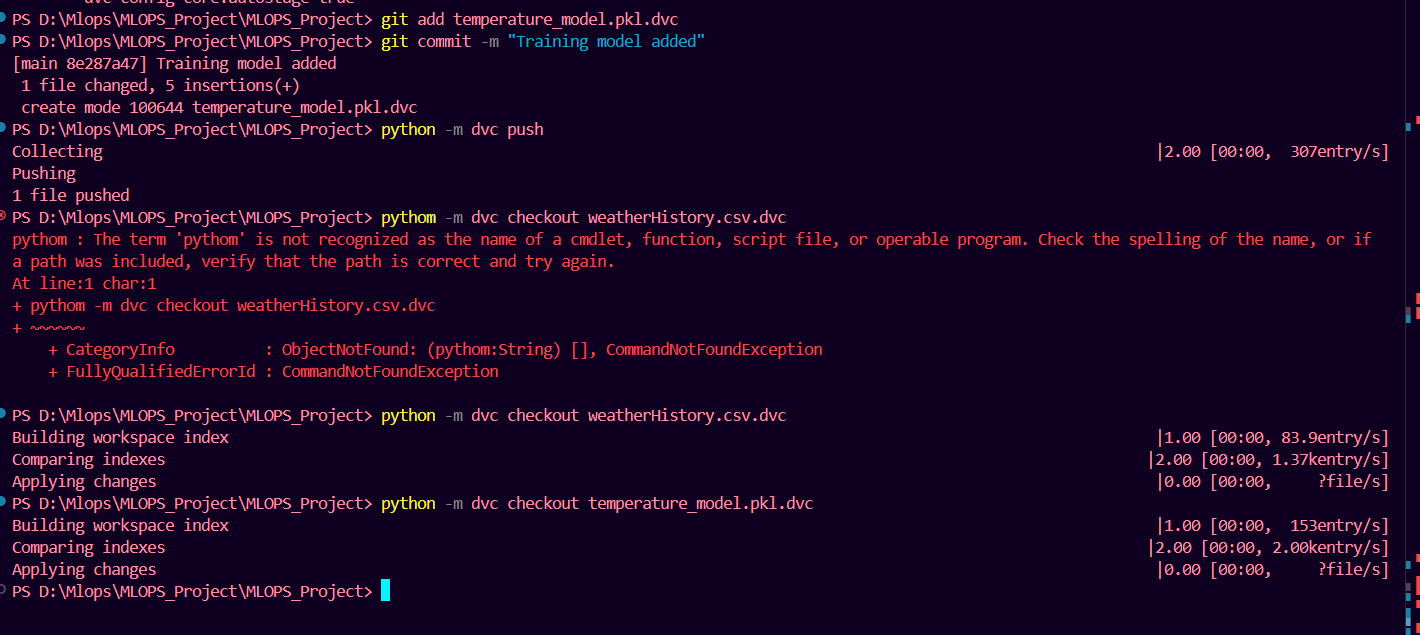 dvc config core.autostage true
PS D:\Mlops\MLOPS_Project\MLOPS_Project> git add temperature_model.pkl.dvc
PS D:\Mlops\MLOPS_Project\MLOPS_Project> git commit -m "Training model added"
[main 8e287a47] Training model added
 1 file changed, 5 insertions(+)
 create mode 100644 temperature_model.pkl.dvc
PS D:\Mlops\MLOPS_Project\MLOPS_Project> python -m dvc push
Collecting |2.00 [00:00,  307entry/s]
Pushing
1 file pushed
PS D:\Mlops\MLOPS_Project\MLOPS_Project> pythom -m dvc checkout weatherHistory.csv.dvc
pythom : The term 'pythom' is not recognized as the name of a cmdlet, function, script file, or operable program. Check the spelling of the name, or if
a path was included, verify that the path is correct and try again.
At line:1 char:1
+ pythom -m dvc checkout weatherHistory.csv.dvc
+ ~~~~~~
    + CategoryInfo          : ObjectNotFound: (pythom:String) [], CommandNotFoundException
    + FullyQualifiedErrorId : CommandNotFoundException
PS D:\Mlops\MLOPS_Project\MLOPS_Project> python -m dvc checkout weatherHistory.csv.dvc
Building workspace index |1.00 [00:00, 83.9entry/s]
Comparing indexes |2.00 [00:00, 1.37kentry/s]
Applying changes |0.00 [00:00,     ?file/s]
PS D:\Mlops\MLOPS_Project\MLOPS_Project> python -m dvc checkout temperature_model.pkl.dvc
Building workspace index |1.00 [00:00,  153entry/s]
Comparing indexes |2.00 [00:00, 2.00kentry/s]
Applying changes |0.00 [00:00,     ?file/s]
PS D:\Mlops\MLOPS_Project\MLOPS_Project>